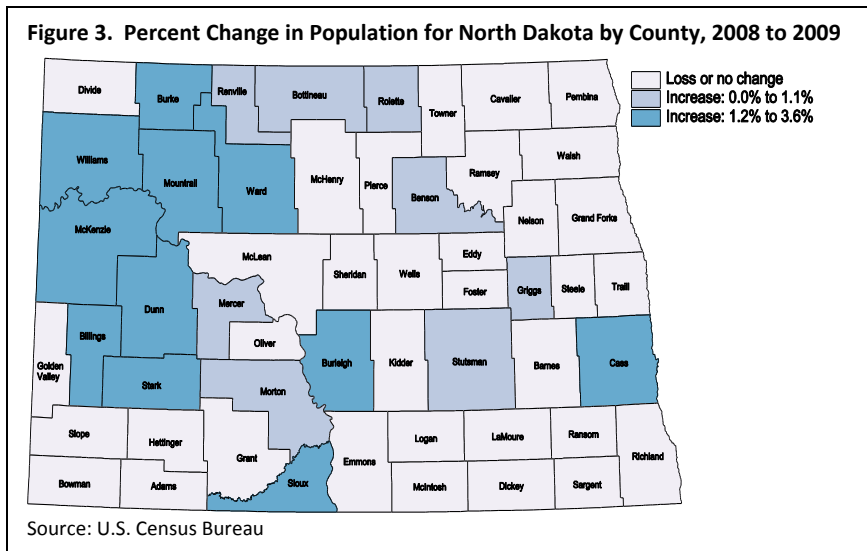 Figure 3. Percent Change in Population for North Dakota by County, 2008 to 2009
Loss or no change
Increase: 0.0% to 1.1%
Increase: 1.2% to 3.6%
Divide
Burke
Renville
Bottineau
Rolette
Towner
Cavalier
Pembina
Williams
Mountrail
Ward
McHenry
Pierce
Benson
Ramsey
Walsh
Nelson
Grand Forks
McKenzie
McLean
Sheridan
Wells
Eddy
Foster
Griggs
Steele
Traill
Dunn
Mercer
Oliver
Billings
Golden
Valley
Stark
Morton
Burleigh
Kidder
Stutsman
Barnes
Cass
Slope
Hettinger
Grant
Emmons
Logan
LaMoure
Ransom
Richland
Bowman
Adams
Sioux
McIntosh
Dickey
Sargent
Source: U.S. Census Bureau